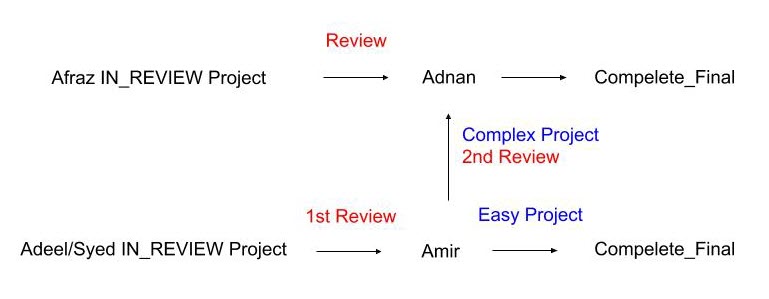 Review
Afraz IN_REVIEW Project
Adnan
Compelete_Final
Complex Project
2nd Review
1st Review
Easy Project
Adeel/Syed IN_REVIEW Project
Amir
Compelete_Final